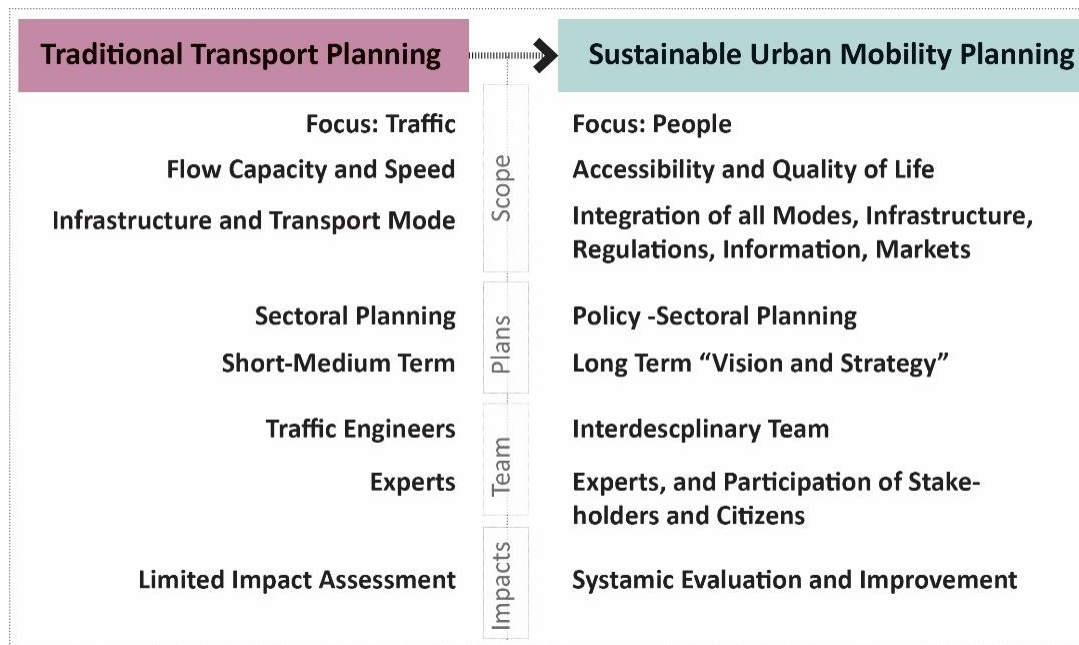 Traditional Transport Planning
Sustainable Urban Mobility Planning
Scope
Focus: Traffic
Focus: People
Flow Capacity and Speed
Accessibility and Quality of Life
Infrastructure and Transport Mode
Integration of all Modes, Infrastructure,
Regulations, Information, Markets
Plans
Sectoral Planning
Policy -Sectoral Planning
Short-Medium Term
Long Term “Vision and Strategy”
Team
Traffic Engineers
Interdescplinary Team
Experts
Experts, and Participation of Stake-
holders and Citizens
Impacts
Limited Impact Assessment
Systamic Evaluation and Improvement